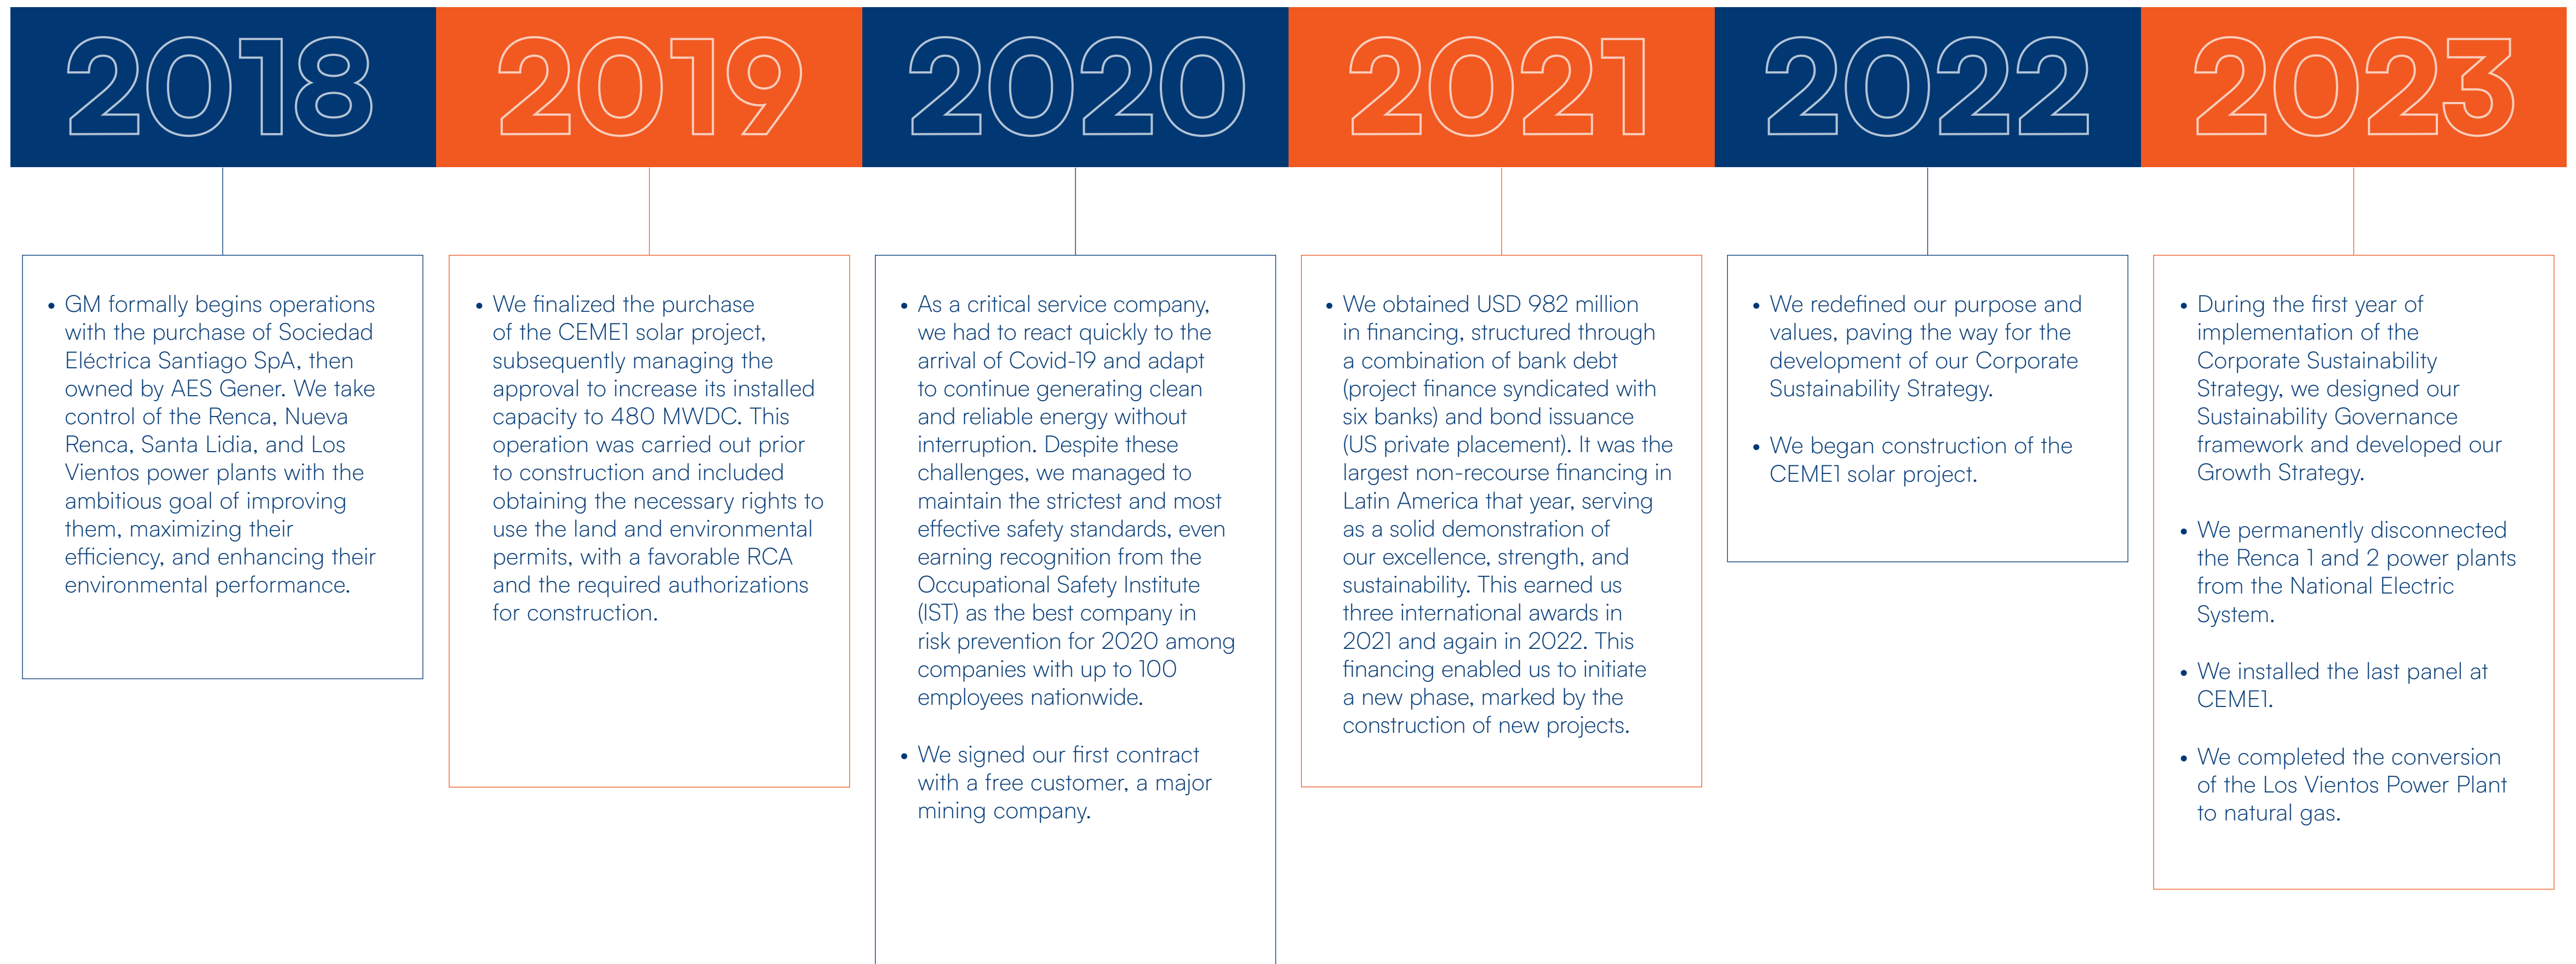 2018
2019
2020
2021
2022
2023
• GM formally begins operations
with the purchase of Sociedad
Eléctrica Santiago SpA, then
owned by AES Gener. We take
control of the Renca, Nueva
Renca, Santa Lidia, and Los
Vientos power plants with the
ambitious goal of improving
them, maximizing their
efficiency, and enhancing their
environmental performance.
• We finalized the purchase
of the CEME1 solar project,
subsequently managing the
approval to increase its installed
capacity to 480 MWDC. This
operation was carried out prior
to construction and included
obtaining the necessary rights to
use the land and environmental
permits, with a favorable RCA
and the required authorizations
for construction.
• As a critical service company,
we had to react quickly to the
arrival of Covid-19 and adapt
to continue generating clean
and reliable energy without
interruption. Despite these
challenges, we managed to
maintain the strictest and most
effective safety standards, even
earning recognition from the
Occupational Safety Institute
(IST) as the best company in
risk prevention for 2020 among
companies with up to 100
employees nationwide.
• We signed our first contract
with a free customer, a major
mining company.
• We obtained USD 982 million
in financing, structured through
a combination of bank debt
(project finance syndicated with
six banks) and bond issuance
(US private placement). It was the
largest non-recourse financing in
Latin America that year, serving
as a solid demonstration of
our excellence, strength, and
sustainability. This earned us
three international awards in
2021 and again in 2022. This
financing enabled us to initiate
a new phase, marked by the
construction of new projects.
• We redefined our purpose and
values, paving the way for the
development of our Corporate
Sustainability Strategy.
• We began construction of the
CEME1 solar project.
• During the first year of
implementation of the
Corporate Sustainability
Strategy, we designed our
Sustainability Governance
framework and developed our
Growth Strategy.
• We permanently disconnected
the Renca 1 and 2 power plants
from the National Electric
System.
• We installed the last panel at
CEME1.
• We completed the conversion
of the Los Vientos Power Plant
to natural gas.